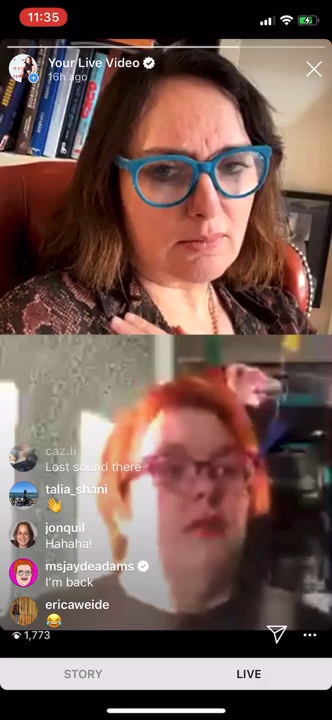 11:35
Your Live Video
16h ago
caz.li
Lost sound there
talia_shani
👋
jonquil
Hahaha!
msjaydeadams
I'm back
ericaweide
😂
1,773
STORY
LIVE